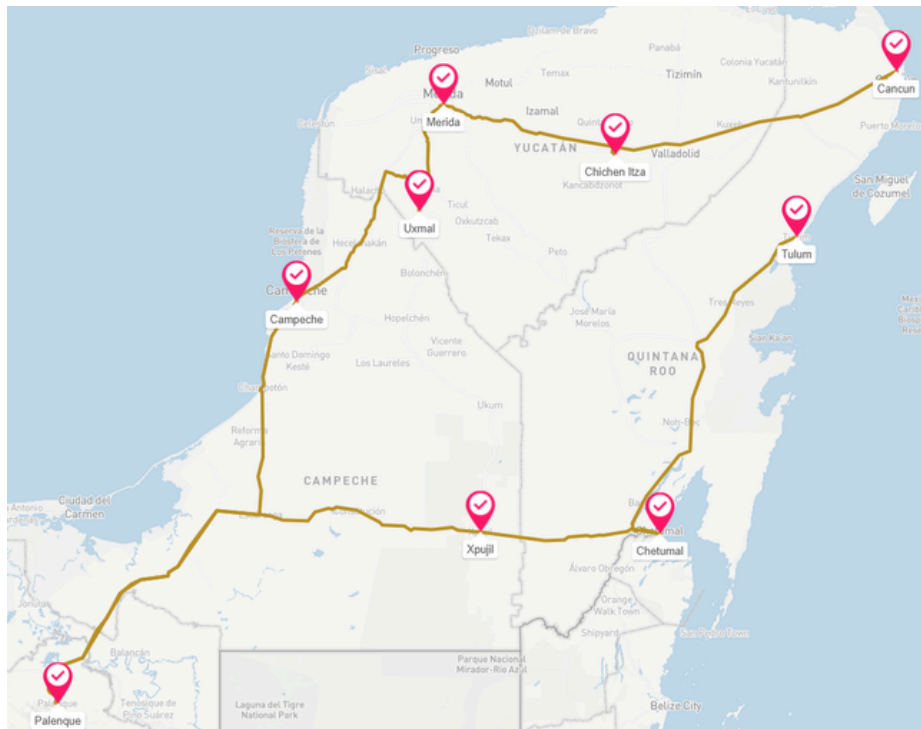 Dzilam de Bravo
Progreso
Panabá
Sisal
Motul
Temax
Tizimín
Colonia Yucatán
Kantunilkin
Cancun
Merida
Izamal
Puerto Morelos
Celestún
YUCATÁN
Valladolid
Chichen Itza
Kancabdzonot
San Miguel
de Cozumel
Halach
Ticul
Oxkutzcab
Uxmal
Tekax
Peto
Reserva de la
Biosfera de
Los Petenes
Hecelchakán
Tulum
Bolonchén
Campeche
Hopelchén
José María
Morelos
Tres Reyes
Vicente
Guerrero
Sian Ka'an
Santo Domingo
Kesté
Los Laureles
QUINTANA
ROO
Champotón
Ukum
Noh-Bec
Reforma
Agraria
CAMPECHE
Ciudad del
Carmen
Constitución
Xpujil
Chetumal
Álvaro Obregón
Orange
Walk Town
Jonuta
Shipyard
San Pedro Town
Balancán
Parque Nacional
Mirador-Río Azul
Palenque
Tenosique de
Pino Suárez
Laguna del Tigre
National Park
Belize City
Palenque